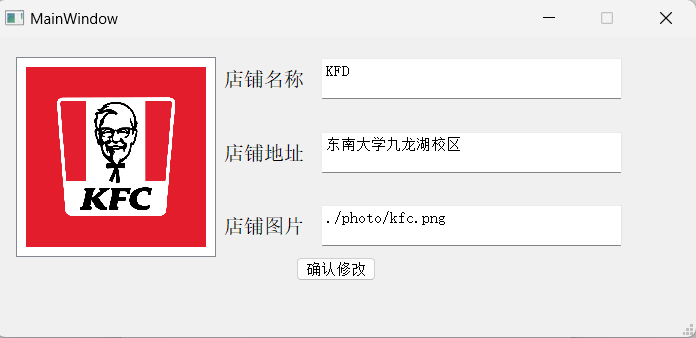 MainWindow
KFC
店铺名称
KFD
店铺地址
东南大学九龙湖校区
店铺图片
./photo/kfc.png
确认修改